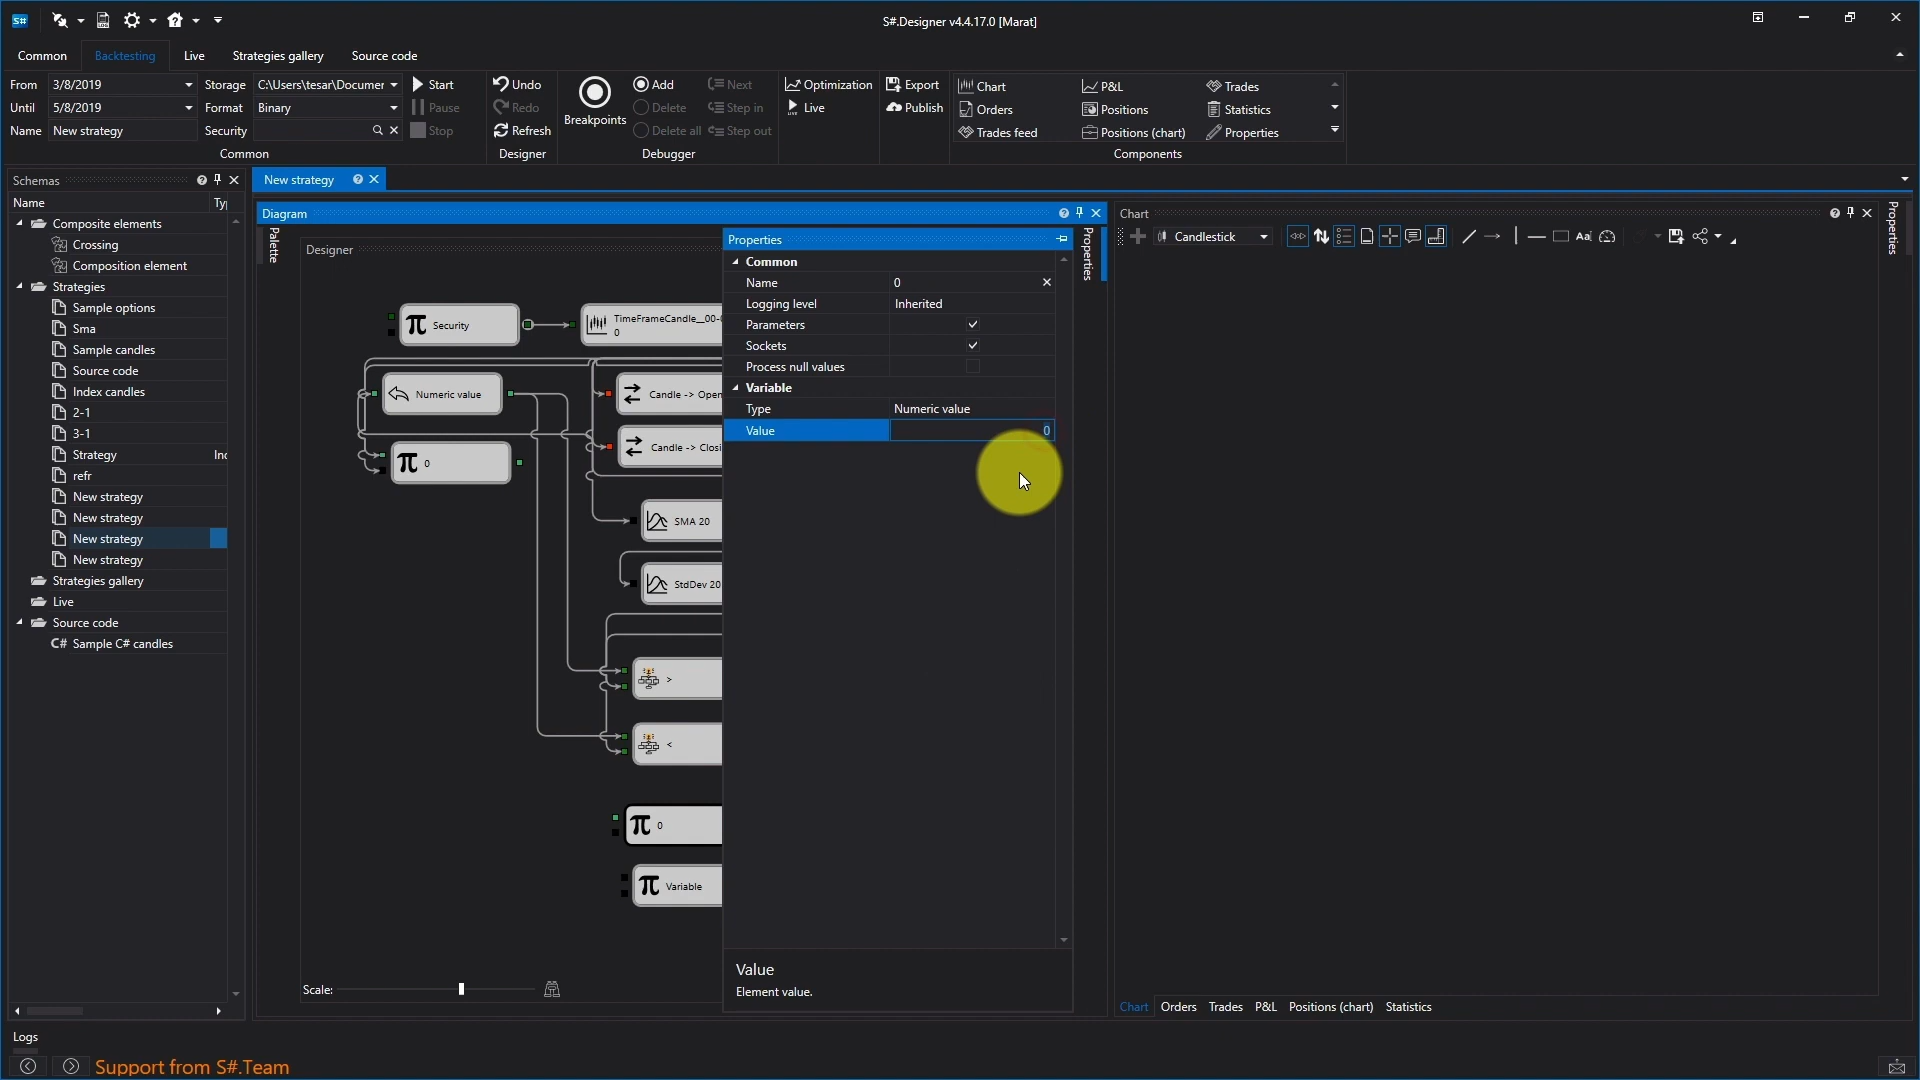 S#
LOG
S#.Designer v4.4.17.0 [Marat]
Common
Backtesting
Live
Strategies gallery
Source code
From
3/8/2019
Storage
C:\Users\tesar\Documer
Start
Undo
Add
Next
Optimization
Export
Chart
P&L
Trades
Until
5/8/2019
Format
Binary
Pause
Redo
Breakpoints
Delete
Step in
Live
Publish
Orders
Positions
Statistics
Name
New strategy
Security
Stop
Refresh
Delete all
Step out
Trades feed
Positions (chart)
Properties
Common
Designer
Debugger
Components
Schemas
Name
Composite elements
Crossing
Composition element
Strategies
Sample options
Sma
Sample candles
Source code
Index candles
2-1
3-1
Strategy
refr
New strategy
New strategy
New strategy
New strategy
Strategies gallery
Live
Source code
C# Sample C# candles
New strategy
Diagram
Palette
Designer
Security
TimeFrameCandle__00-
0
Numeric value
Candle -> Open
0
Candle -> Closi
SMA 20
StdDev 20
>
<
0
Variable
Scale:
Properties
Common
Name
0
Logging level
Inherited
Parameters
Sockets
Process null values
Variable
Type
Numeric value
Value
0
Value
Element value.
Properties
Chart
Candlestick
Aa
Properties
Chart
Orders
Trades
P&L
Positions (chart)
Statistics
Logs
Support from S#.Team